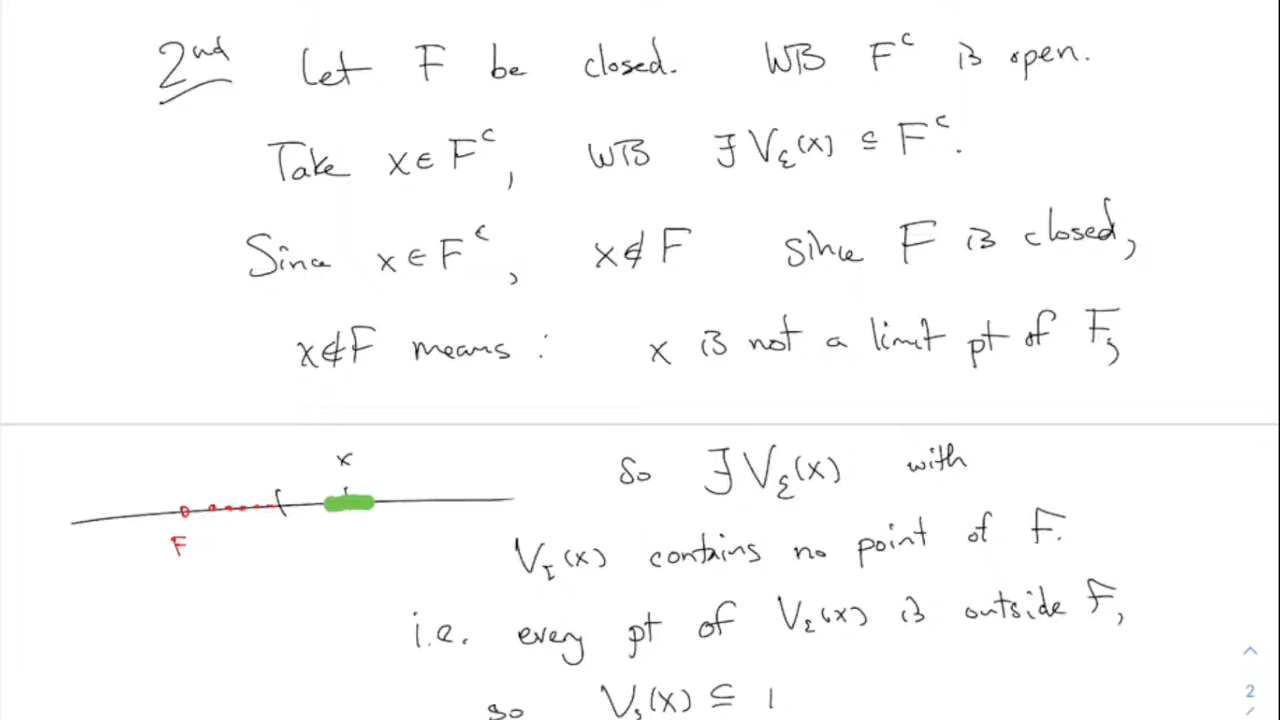 2nd Let F be closed. WTS F^c is open.
Take x ∈ F^c, WTS ∃ V_ε(x) ⊆ F^c.
Since x ∈ F^c, x ∉ F since F is closed,
x ∉ F means: x is not a limit pt of F,
x
F
so ∃ V_ε(x) with
V_ε(x) contains no point of F.
i.e. every pt of V_ε(x) is outside F,
so V_ε(x) ⊆
2